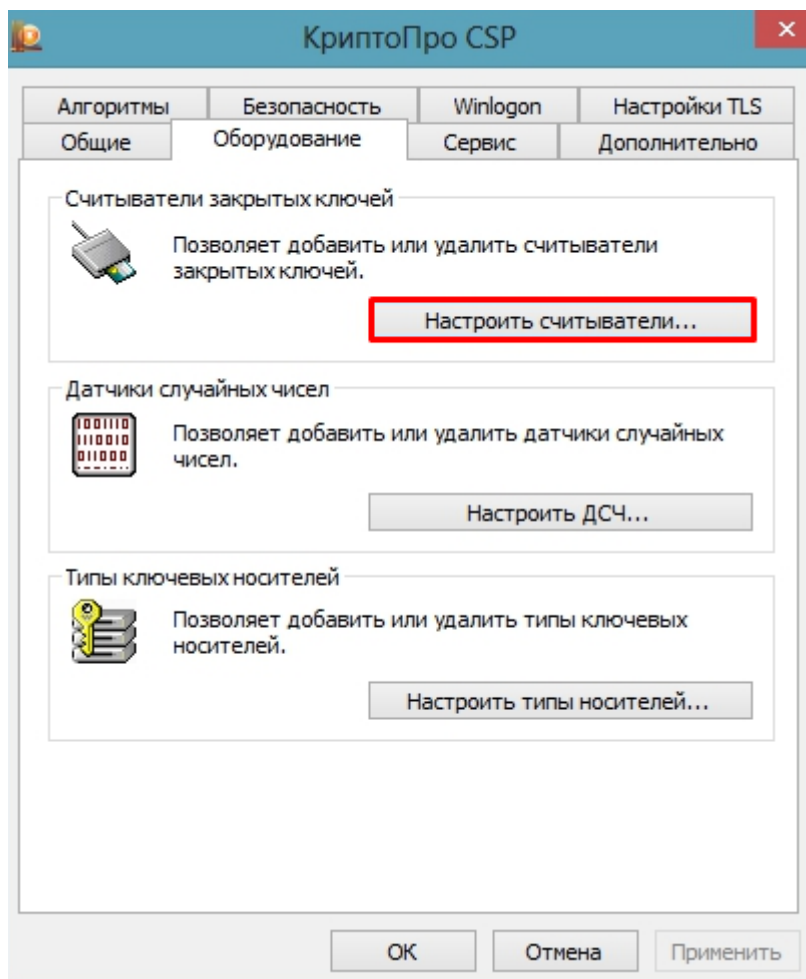 КриптоПро CSP
Алгоритмы Безопасность Winlogon Настройки TLS
Общие Оборудование Сервис Дополнительно
Считыватели закрытых ключей
Позволяет добавить или удалить считыватели
закрытых ключей.
Настроить считыватели...
Датчики случайных чисел
Позволяет добавить или удалить датчики случайных
чисел.
Настроить ДСЧ...
Типы ключевых носителей
Позволяет добавить или удалить типы ключевых
носителей.
Настроить типы носителей...
ОК Отмена Применить